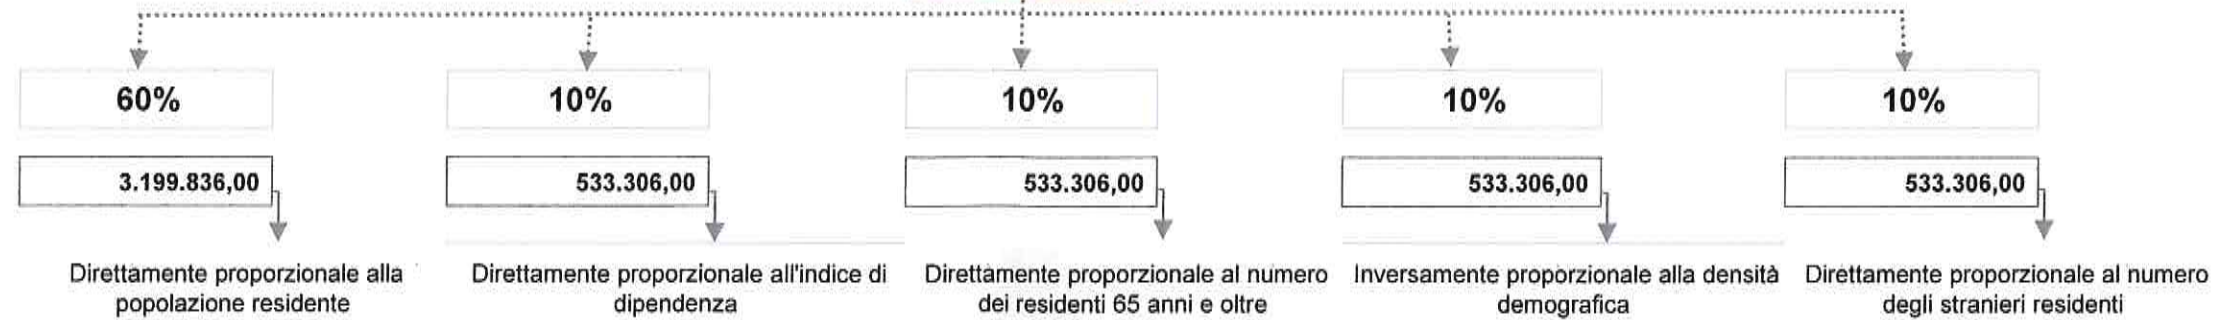 60%
10%
10%
10%
10%
3.199.836,00
533.306,00
533.306,00
533.306,00
533.306,00
Direttamente proporzionale alla
popolazione residente
Direttamente proporzionale all'indice di
dipendenza
Direttamente proporzionale al numero
dei residenti 65 anni e oltre
Inversamente proporzionale alla densità
demografica
Direttamente proporzionale al numero
degli stranieri residenti